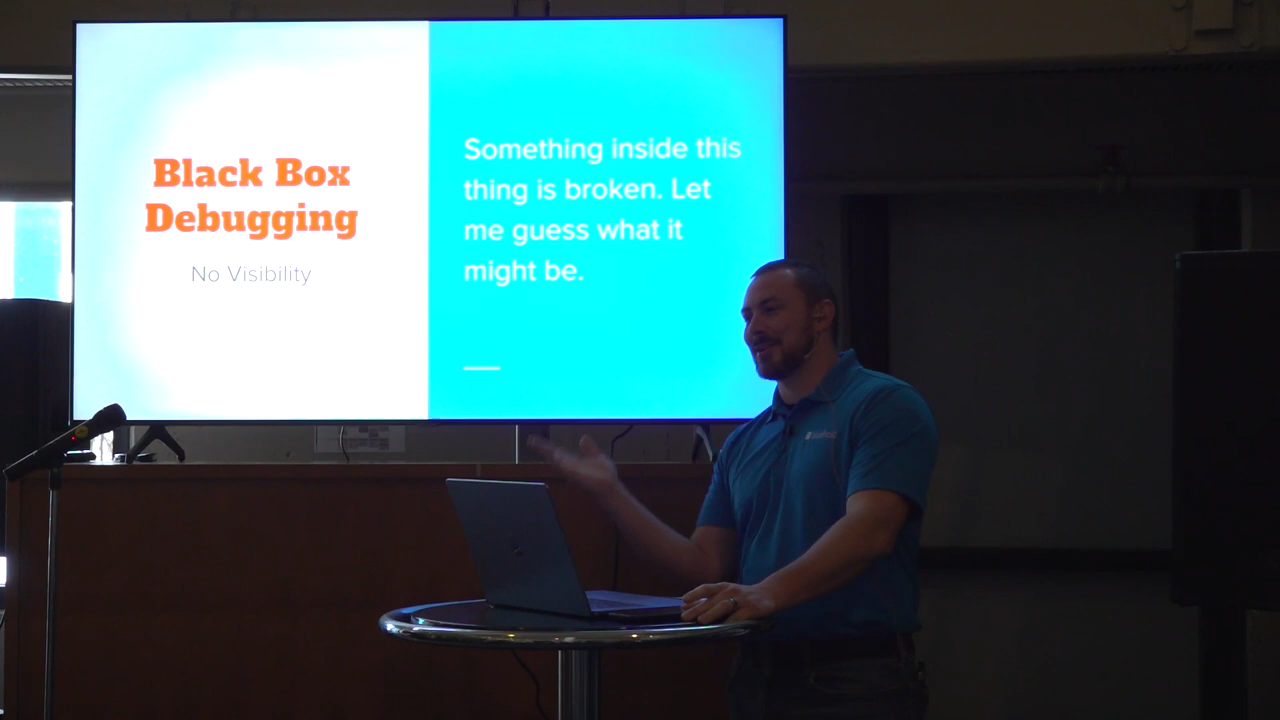 Black Box
Debugging
No Visibility
Something inside this
thing is broken. Let
me guess what it
might be.